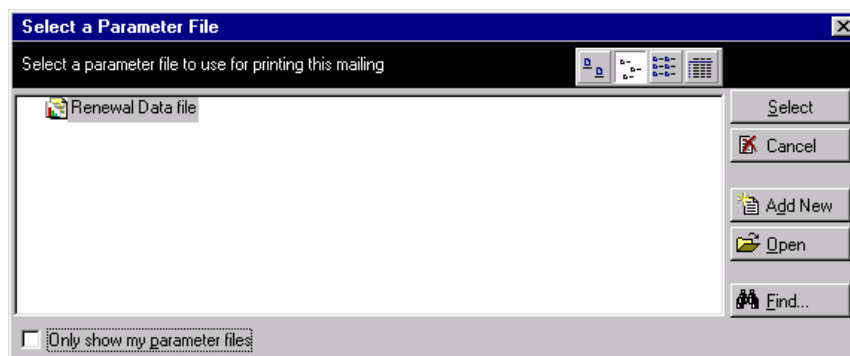 Select a Parameter File
Select a parameter file to use for printing this mailing
Renewal Data file
Select
Cancel
Add New
Open
Find...
Only show my parameter files